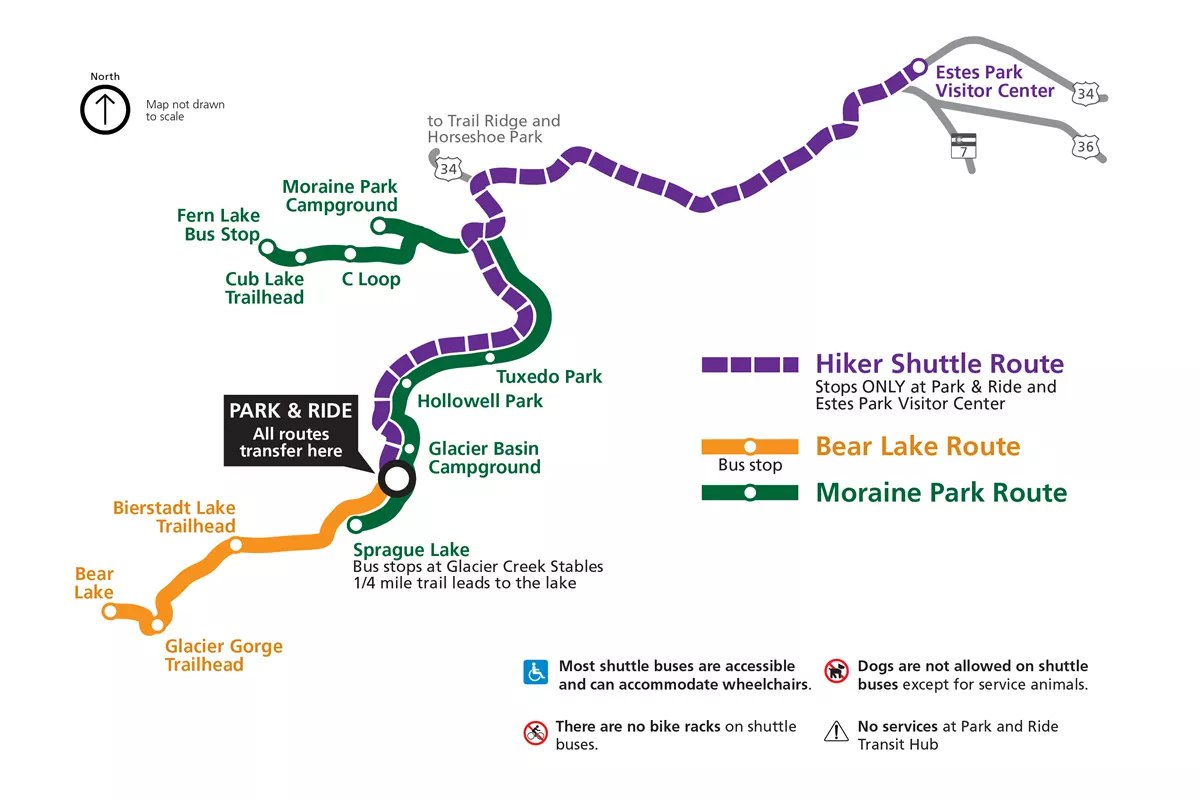 North
Map not drawn
to scale
Estes Park
Visitor Center
34
36
7
to Trail Ridge and
Horseshoe Park
34
Moraine Park
Campground
Fern Lake
Bus Stop
Cub Lake
Trailhead
C Loop
Tuxedo Park
Hollowell Park
PARK & RIDE
All routes
transfer here
Glacier Basin
Campground
Hiker Shuttle Route
Stops ONLY at Park & Ride and
Estes Park Visitor Center
Bear Lake Route
Bus stop
Moraine Park Route
Bierstadt Lake
Trailhead
Sprague Lake
Bus stops at Glacier Creek Stables
1/4 mile trail leads to the lake
Bear
Lake
Glacier Gorge
Trailhead
Most shuttle buses are accessible
and can accommodate wheelchairs.
Dogs are not allowed on shuttle
buses except for service animals.
There are no bike racks on shuttle
buses.
No services at Park and Ride
Transit Hub